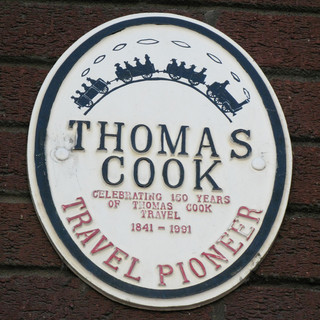 THOMAS
COOK
CELEBRATING 150 YEARS
OF THOMAS COOK
TRAVEL
1841 - 1991
TRAVEL PIONEER